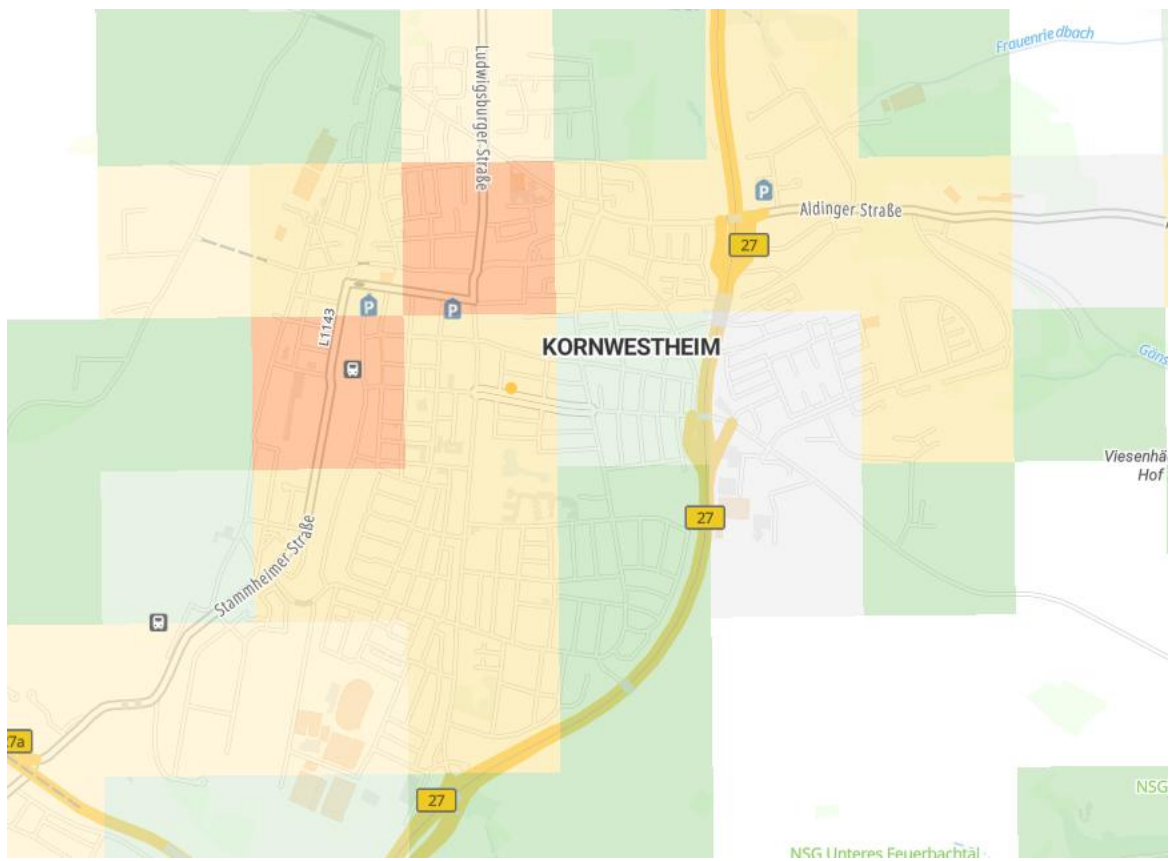 Frauenriedbach
Ludwigsburger Straße
P
Aldinger Straße
27
P
P
L1143
KORNWESTHEIM
Gäns
Viesenhä
Hof
27
Stammheimer Straße
27a
27
NSG
NSG Unteres Feuerbachtal